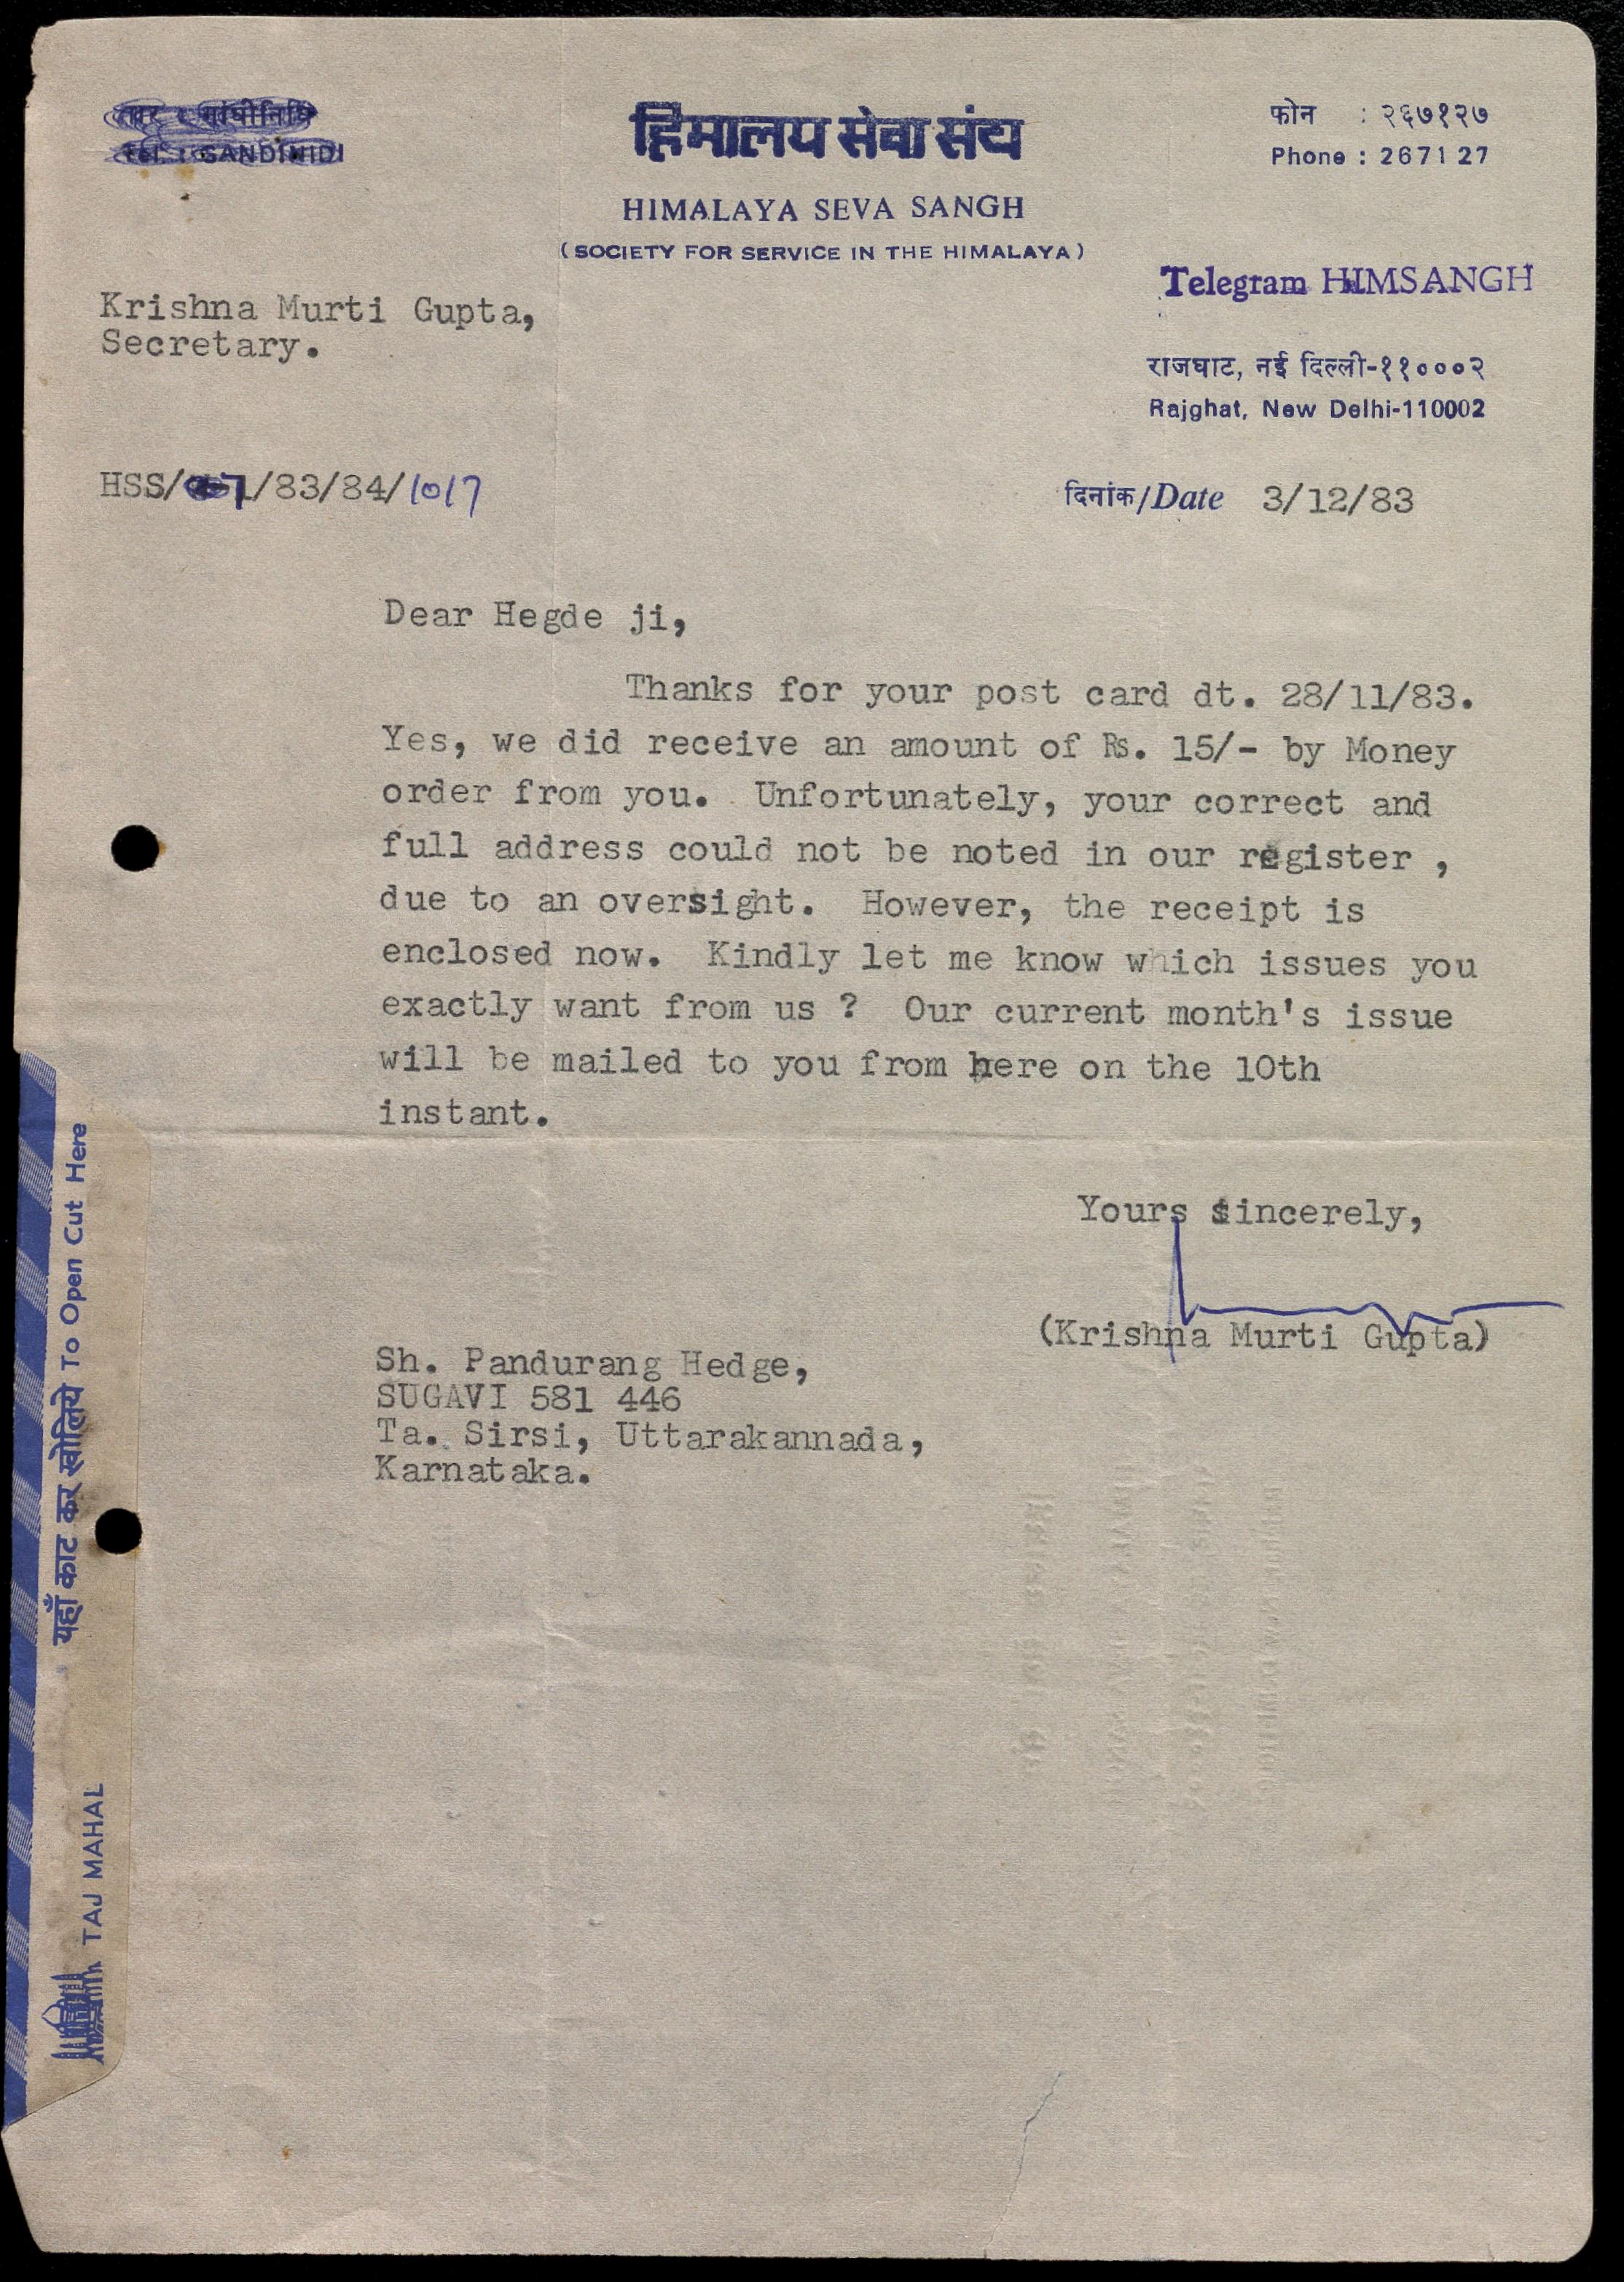 तार : गांधीनिधि
Tel. : GANDINIDI
हिमालय सेवा संघ
HIMALAYA SEVA SANGH
(SOCIETY FOR SERVICE IN THE HIMALAYA)
फोन : २६७१२७
Phone : 267127
Telegram HIMSANGH
Krishna Murti Gupta,
Secretary.
राजघाट, नई दिल्ली-११०००२
Rajghat, New Delhi-110002
HSS/7/83/84/1017
दिनांक/Date 3/12/83
Dear Hegde ji,
Thanks for your post card dt. 28/11/83.
Yes, we did receive an amount of Rs. 15/- by Money
order from you. Unfortunately, your correct and
full address could not be noted in our register ,
due to an oversight. However, the receipt is
enclosed now. Kindly let me know which issues you
exactly want from us ? Our current month's issue
will be mailed to you from here on the 10th
instant.
Yours sincerely,
(Krishna Murti Gupta)
Sh. Pandurang Hedge,
SUGAVI 581 446
Ta. Sirsi, Uttarakannada,
Karnataka.
यहाँ काट कर खोलिये To Open Cut Here
TAJ MAHAL